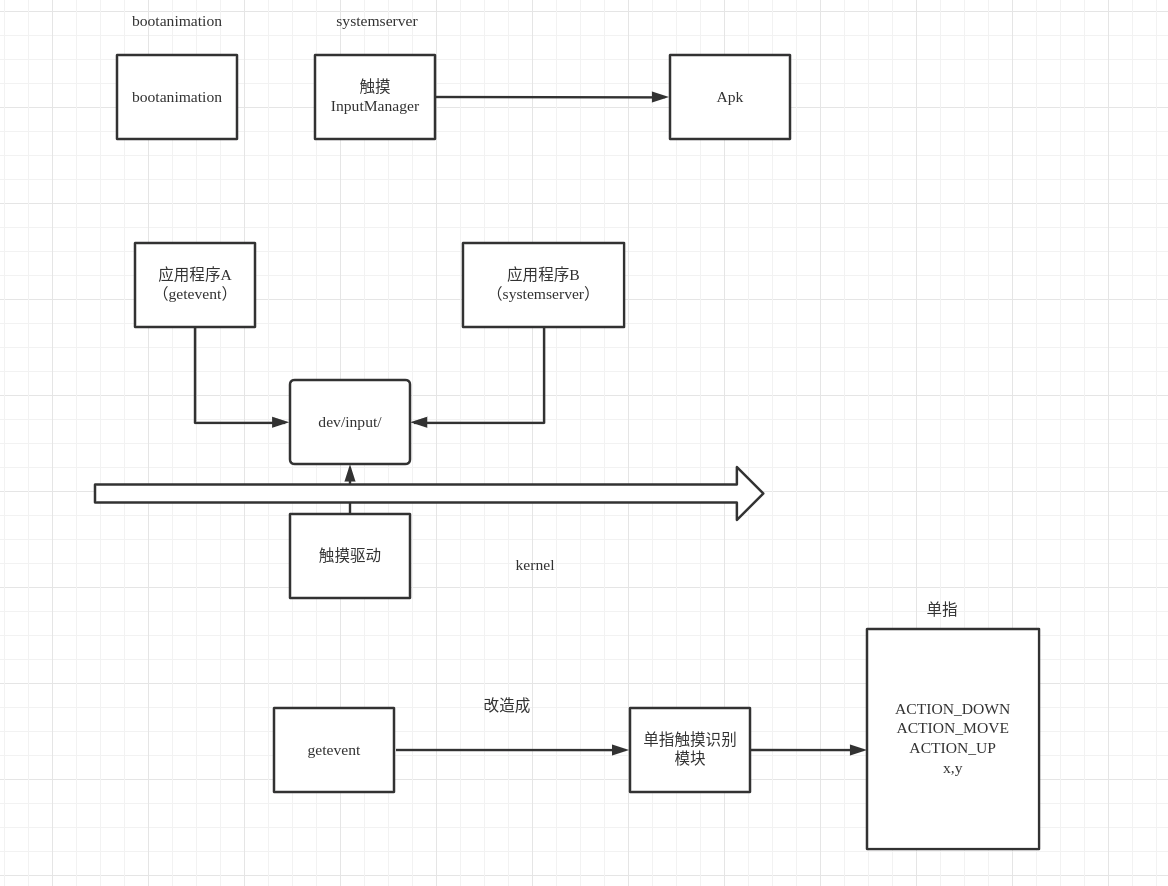 bootanimation
systemserver
bootanimation
触摸
InputManager
Apk
应用程序A
（getevent）
应用程序B
（systemserver）
dev/input/
触摸驱动
kernel
单指
改造成
getevent
单指触摸识别
模块
ACTION_DOWN
ACTION_MOVE
ACTION_UP
x,y